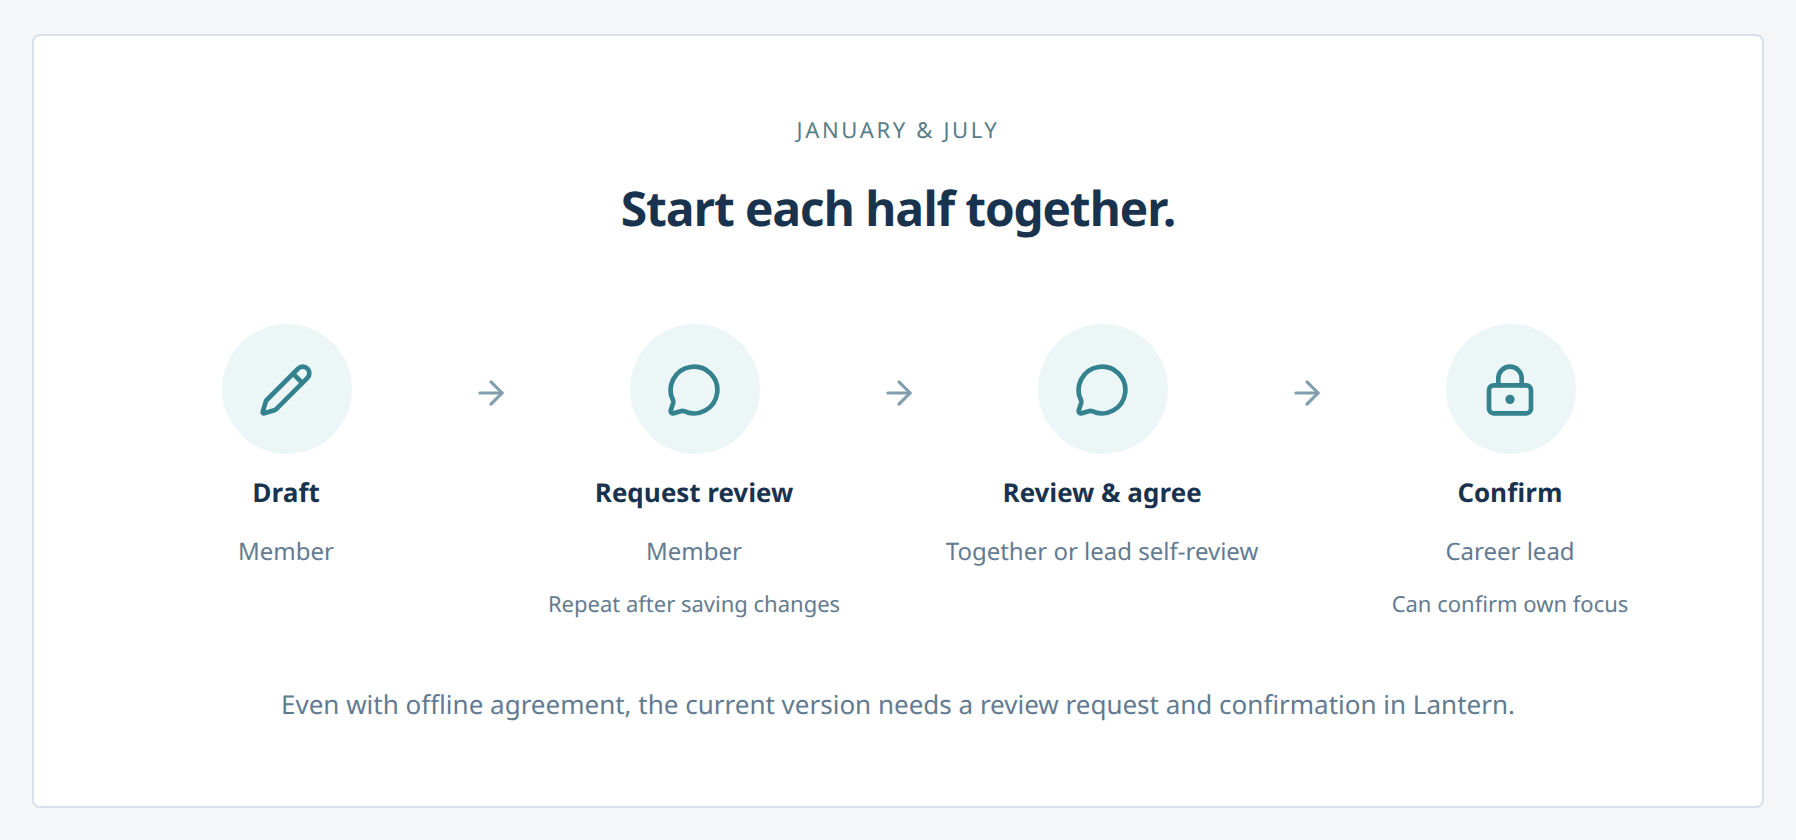 JANUARY & JULY
Start each half together.
Draft
Member
Request review
Member
Repeat after saving changes
Review & agree
Together or lead self-review
Confirm
Career lead
Can confirm own focus
Even with offline agreement, the current version needs a review request and confirmation in Lantern.